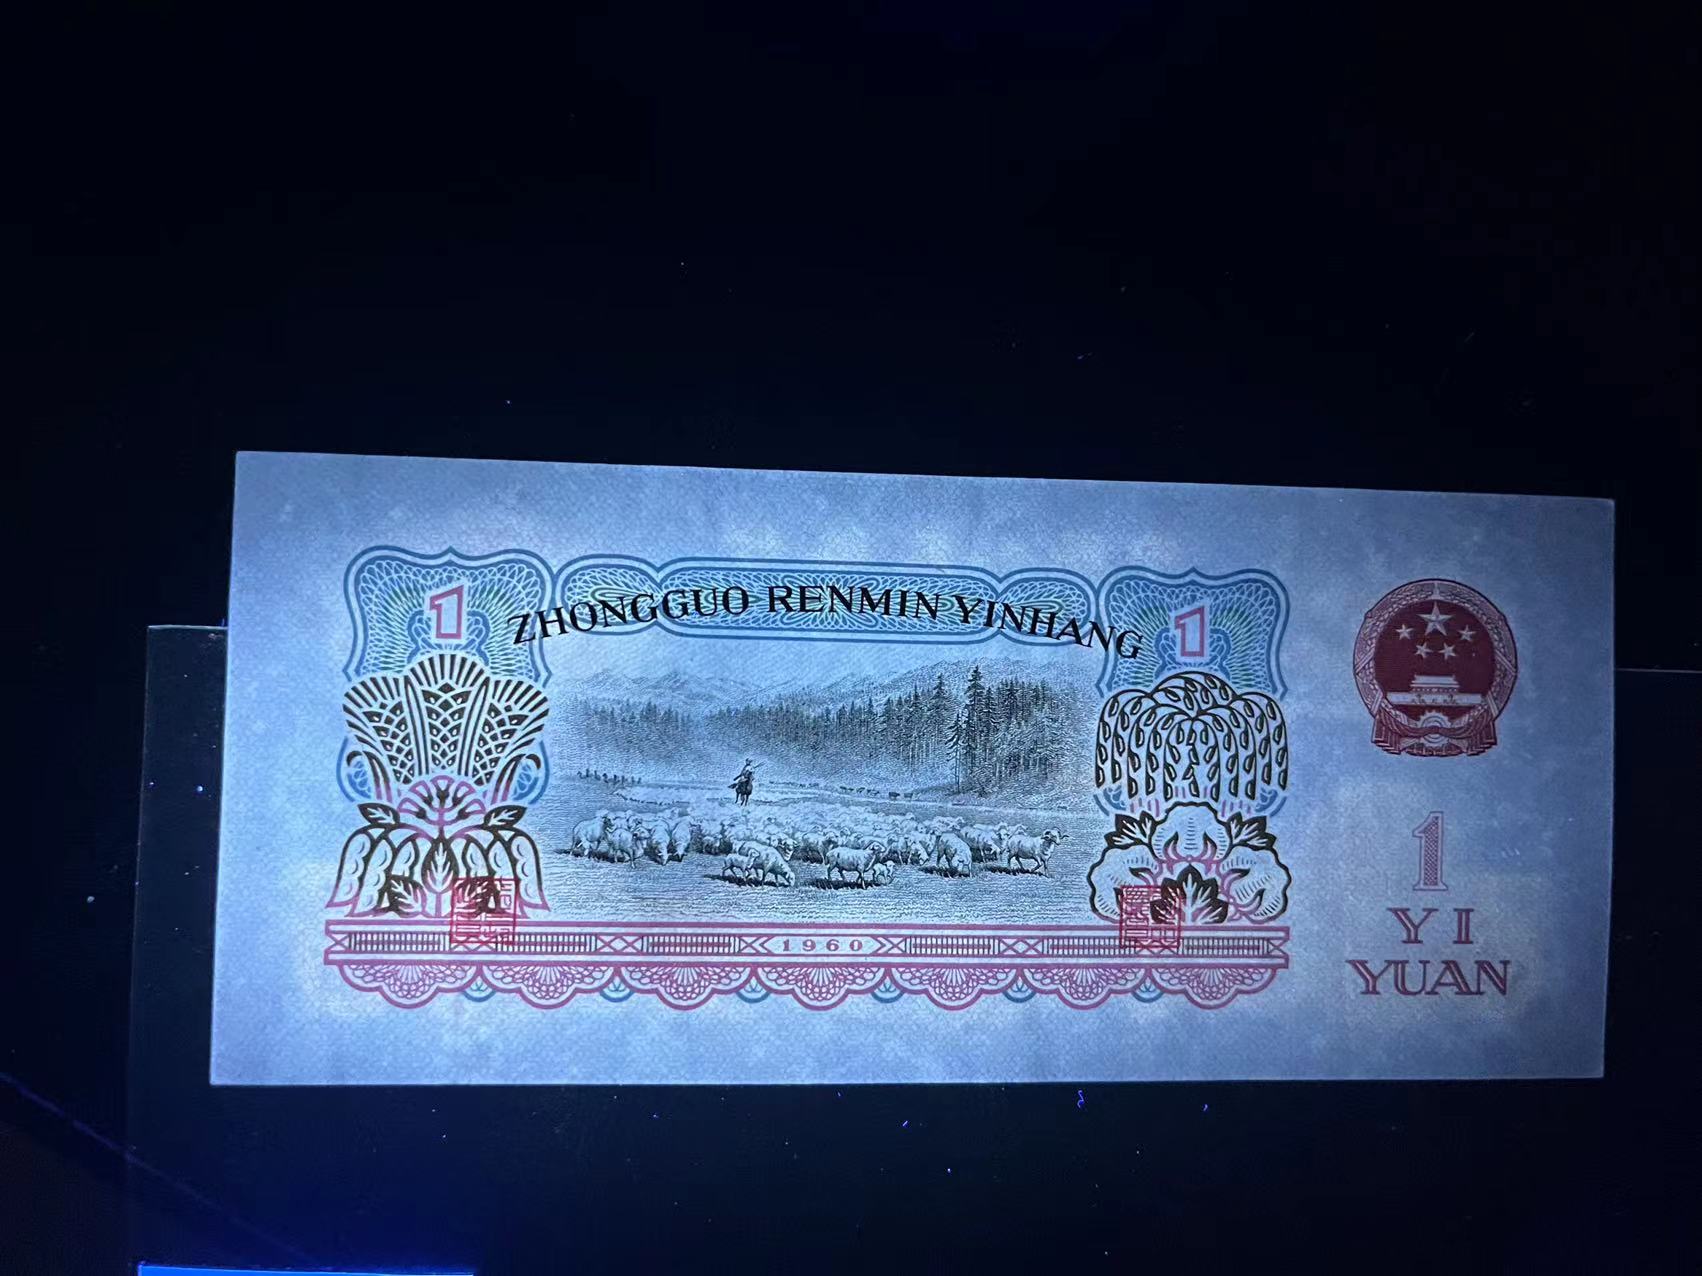 ZHONGGUO RENMIN YINHANG
1
1
1960
1
YI
YUAN